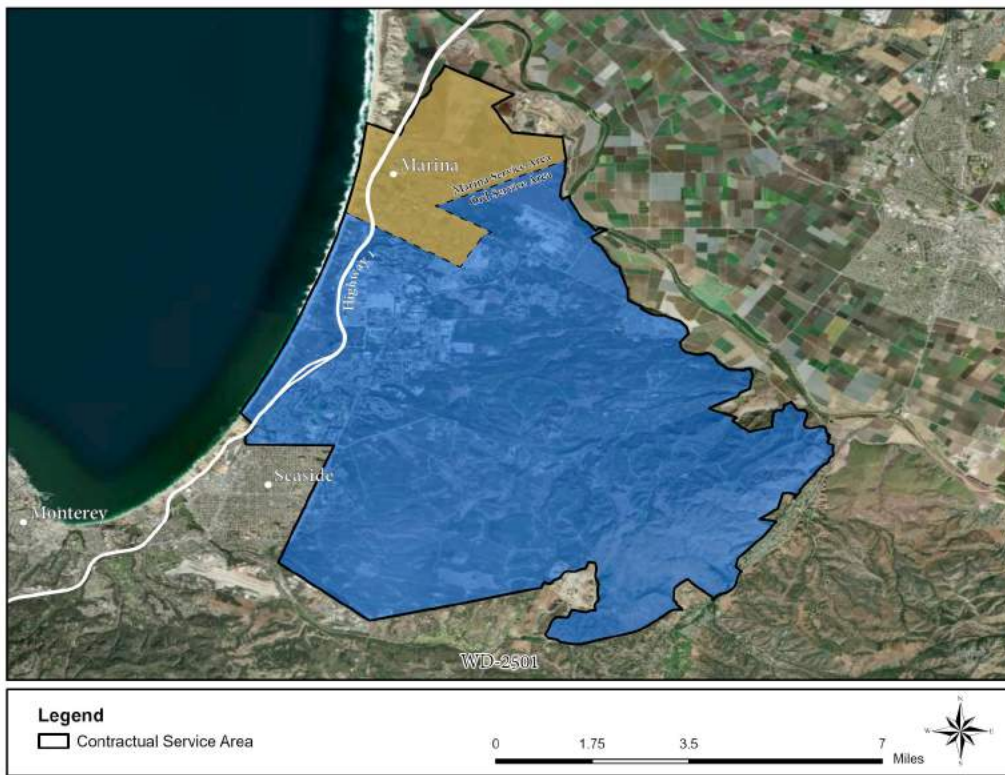 Marina
Marina Service Area
Ord Service Area
Highway 1
Seaside
Monterey
WD-2501
Legend
Contractual Service Area
0 1.75 3.5 7
Miles
N
W E
S